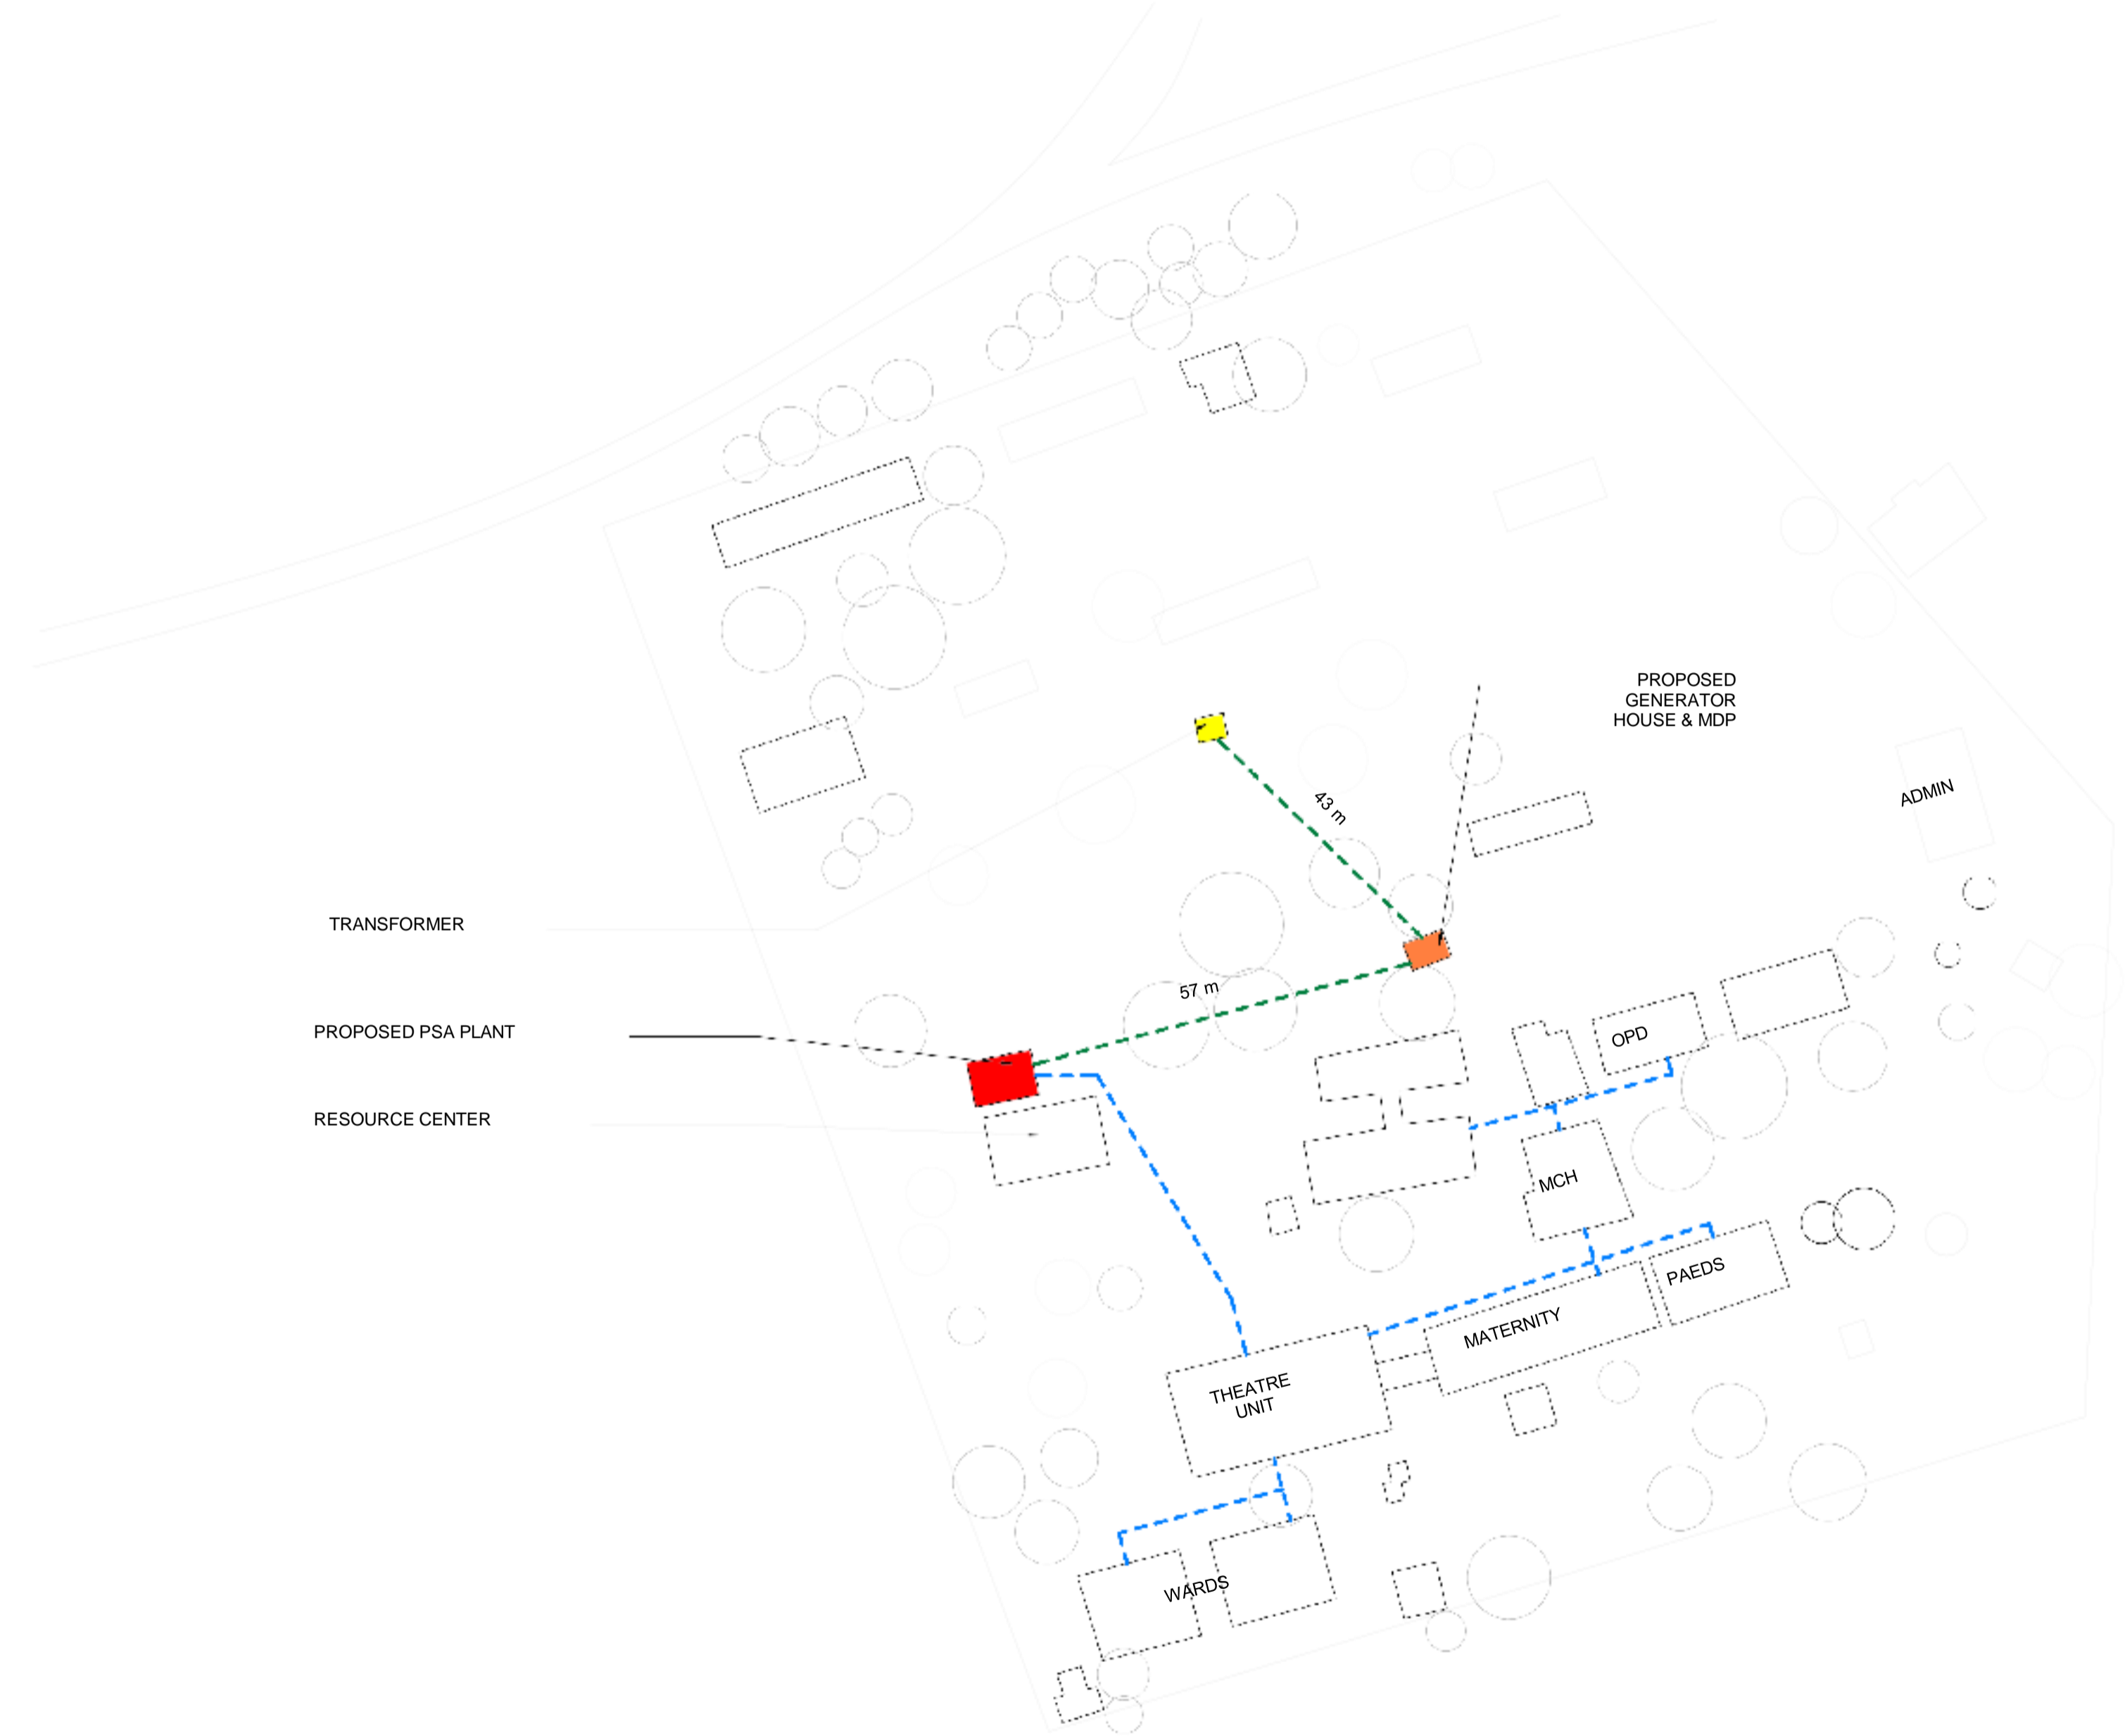 PROPOSED
GENERATOR
HOUSE & MDP
ADMIN
43 m
TRANSFORMER
57 m
PROPOSED PSA PLANT
OPD
RESOURCE CENTER
MCH
PAEDS
MATERNITY
THEATRE
UNIT
WARDS